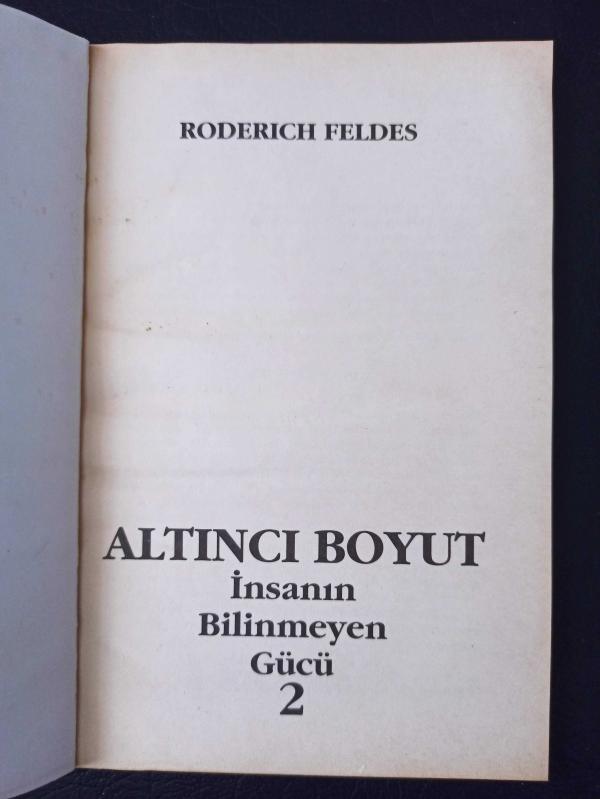 RODERICH FELDES
ALTINCI BOYUT
İnsanın
Bilinmeyen
Gücü
2